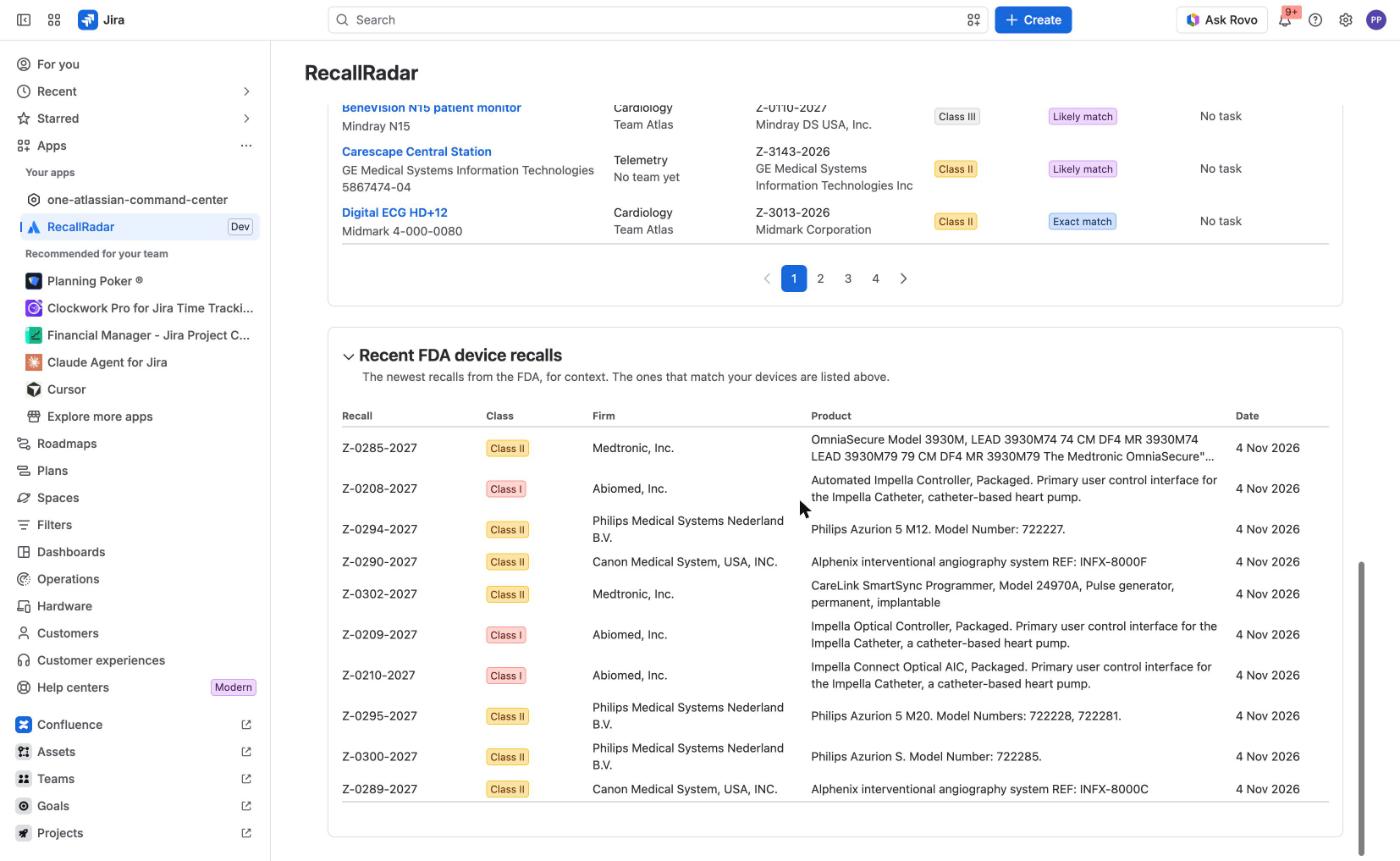 Jira
Search
Create
Ask Rovo
9+
PP
For you
Recent
Starred
Apps
Your apps
one-atlassian-command-center
RecallRadar
Dev
Recommended for your team
Planning Poker ®
Clockwork Pro for Jira Time Tracki...
Financial Manager - Jira Project C...
Claude Agent for Jira
Cursor
Explore more apps
Roadmaps
Plans
Spaces
Filters
Dashboards
Operations
Hardware
Customers
Customer experiences
Help centers
Modern
Confluence
Assets
Teams
Goals
Projects
RecallRadar
BeneVision N15 patient monitor
Mindray N15
Cardiology
Team Atlas
Z-0110-2027
Mindray DS USA, Inc.
Class III
Likely match
No task
Carescape Central Station
GE Medical Systems Information Technologies
5867474-04
Telemetry
No team yet
Z-3143-2026
GE Medical Systems
Information Technologies Inc
Class II
Likely match
No task
Digital ECG HD+12
Midmark 4-000-0080
Cardiology
Team Atlas
Z-3013-2026
Midmark Corporation
Class II
Exact match
No task
1 2 3 4
Recent FDA device recalls
The newest recalls from the FDA, for context. The ones that match your devices are listed above.
Recall Class Firm Product Date
Z-0285-2027
Class II
Medtronic, Inc.
OmniaSecure Model 3930M, LEAD 3930M74 74 CM DF4 MR 3930M74
LEAD 3930M79 79 CM DF4 MR 3930M79 The Medtronic OmniaSecure"...
4 Nov 2026
Z-0208-2027
Class I
Abiomed, Inc.
Automated Impella Controller, Packaged. Primary user control interface for
the Impella Catheter, catheter-based heart pump.
4 Nov 2026
Z-0294-2027
Class II
Philips Medical Systems Nederland
B.V.
Philips Azurion 5 M12. Model Number: 722227.
4 Nov 2026
Z-0290-2027
Class II
Canon Medical System, USA, INC.
Alphenix interventional angiography system REF: INFX-8000F
4 Nov 2026
Z-0302-2027
Class II
Medtronic, Inc.
CareLink SmartSync Programmer, Model 24970A, Pulse generator,
permanent, implantable
4 Nov 2026
Z-0209-2027
Class I
Abiomed, Inc.
Impella Optical Controller, Packaged. Primary user control interface for the
Impella Catheter, a catheter-based heart pump.
4 Nov 2026
Z-0210-2027
Class I
Abiomed, Inc.
Impella Connect Optical AIC, Packaged. Primary user control interface for
the Impella Catheter, a catheter-based heart pump.
4 Nov 2026
Z-0295-2027
Class II
Philips Medical Systems Nederland
B.V.
Philips Azurion 5 M20. Model Numbers: 722228, 722281.
4 Nov 2026
Z-0300-2027
Class II
Philips Medical Systems Nederland
B.V.
Philips Azurion S. Model Number: 722285.
4 Nov 2026
Z-0289-2027
Class II
Canon Medical System, USA, INC.
Alphenix interventional angiography system REF: INFX-8000C
4 Nov 2026